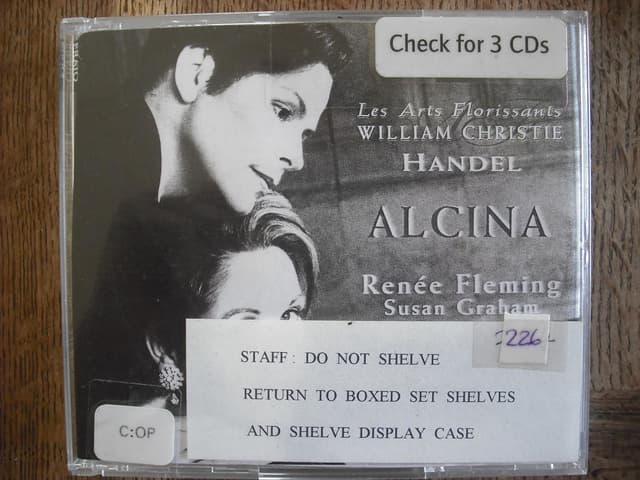 Check for 3 CDs
Les Arts Florissants
WILLIAM CHRISTIE
HANDEL
ALCINA
Renée Fleming
Susan Graham
226
STAFF: DO NOT SHELVE
RETURN TO BOXED SET SHELVES
AND SHELVE DISPLAY CASE
C:OP